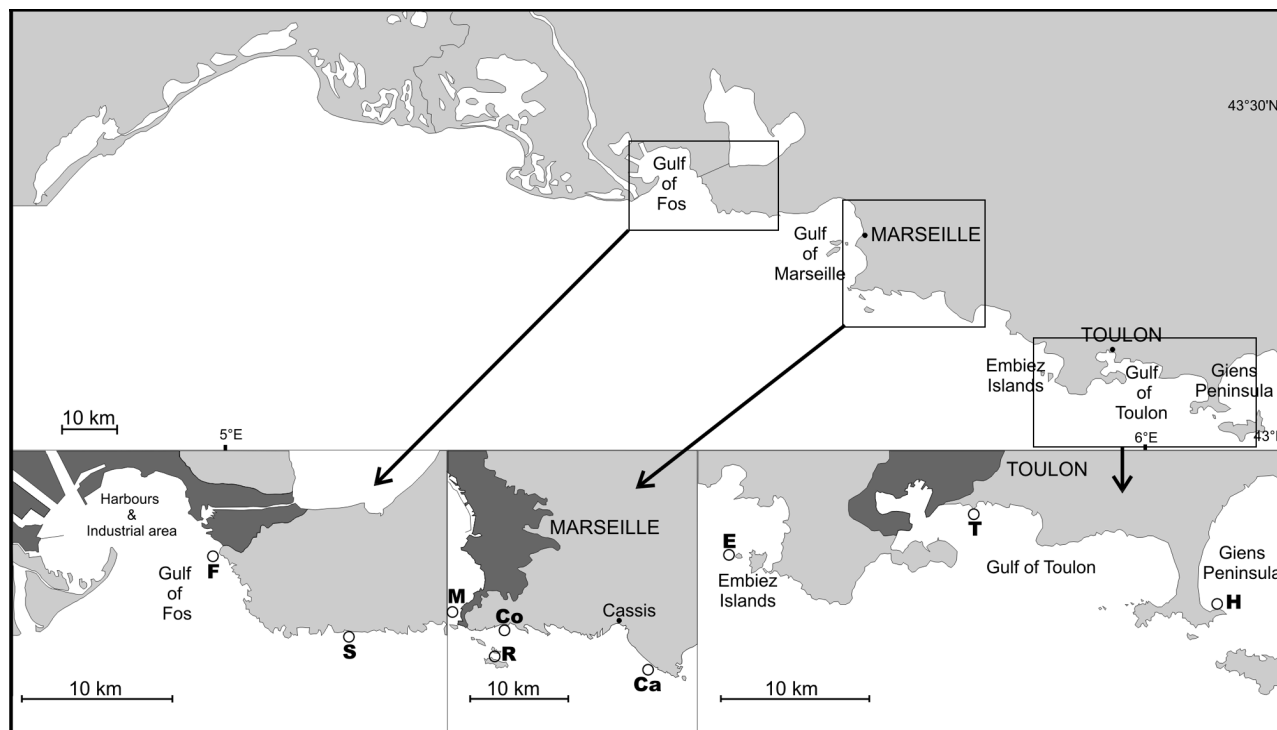 43°30'N
Gulf
of
Fos
MARSEILLE
Gulf
of
Marseille
TOULON
Embiez
Islands
Gulf
of
Toulon
Giens
Peninsula
10 km
5°E
6°E
Harbours
&
Industrial area
Gulf
of
Fos
F
S
10 km
MARSEILLE
M
Co
Cassis
R
Ca
10 km
TOULON
T
E
Embiez
Islands
Gulf of Toulon
Giens
Peninsula
H
10 km